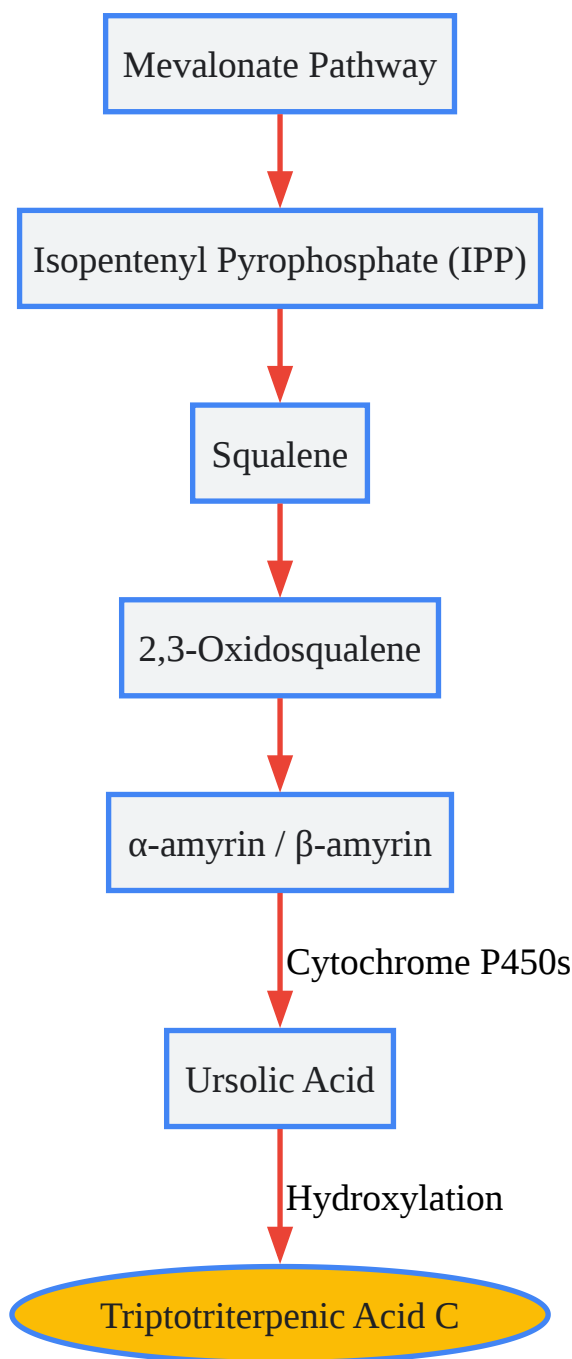 Mevalonate Pathway
Isopentenyl Pyrophosphate (IPP)
Squalene
2,3-Oxidosqualene
α-amyrin / β-amyrin
Cytochrome P450s
Ursolic Acid
Hydroxylation
Triptotriterpenic Acid C